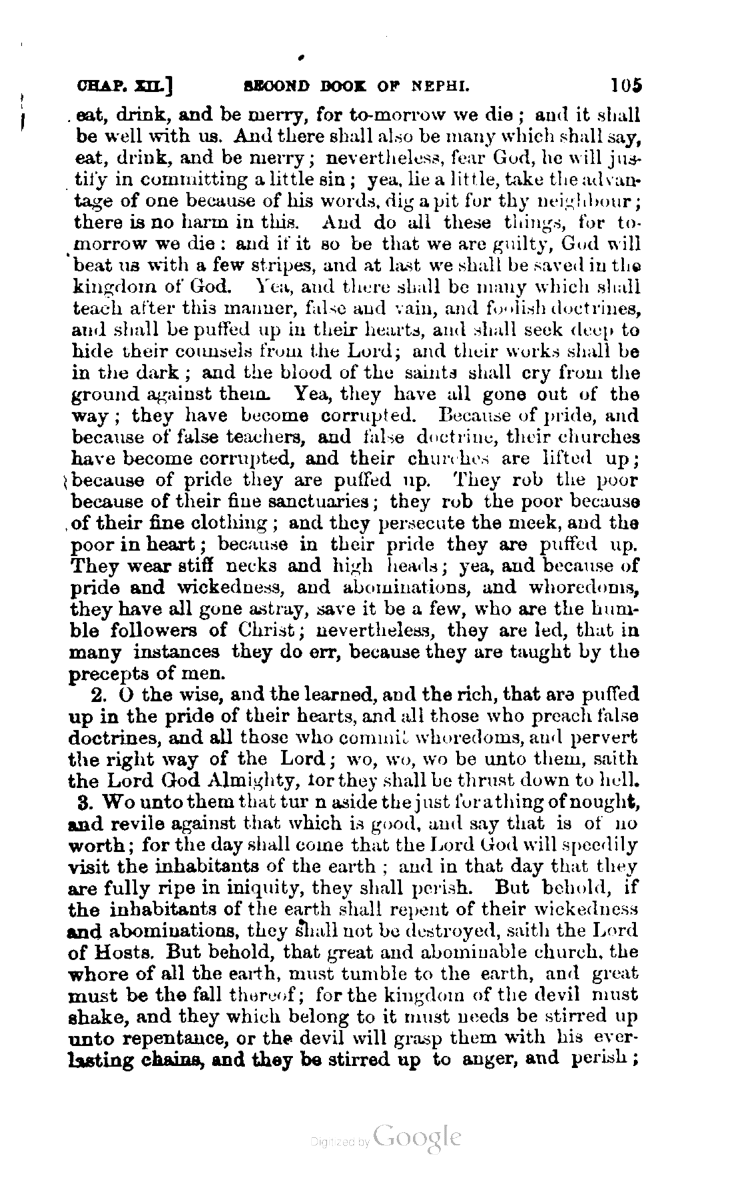 CHAP. XII.] SECOND BOOK OF NEPHI. 105
eat, drink, and be merry, for to-morrow we die; and it shall
be well with us. And there shall also be many which shall say,
eat, drink, and be merry; nevertheless, fear God, he will jus-
tify in committing a little sin; yea, lie a little, take the advan-
tage of one because of his words, dig a pit for thy neighbour;
there is no harm in this. And do all these things, for to-
morrow we die: and if it so be that we are guilty, God will
beat us with a few stripes, and at last we shall be saved in the
kingdom of God. Yea, and there shall be many which shall
teach after this manner, false and vain, and foolish doctrines,
and shall be puffed up in their hearts, and shall seek deep to
hide their counsels from the Lord; and their works shall be
in the dark; and the blood of the saints shall cry from the
ground against them. Yea, they have all gone out of the
way; they have become corrupted. Because of pride, and
because of false teachers, and false doctrine, their churches
have become corrupted, and their churches are lifted up;
because of pride they are puffed up. They rob the poor
because of their fine sanctuaries; they rob the poor because
of their fine clothing; and they persecute the meek, and the
poor in heart; because in their pride they are puffed up.
They wear stiff necks and high heads; yea, and because of
pride and wickedness, and abominations, and whoredoms,
they have all gone astray, save it be a few, who are the hum-
ble followers of Christ; nevertheless, they are led, that in
many instances they do err, because they are taught by the
precepts of men.
2. O the wise, and the learned, and the rich, that are puffed
up in the pride of their hearts, and all those who preach false
doctrines, and all those who commit whoredoms, and pervert
the right way of the Lord; wo, wo, wo be unto them, saith
the Lord God Almighty, for they shall be thrust down to hell.
3. Wo unto them that tur n aside the just for a thing of nought,
and revile against that which is good, and say that is of no
worth; for the day shall come that the Lord God will speedily
visit the inhabitants of the earth; and in that day that they
are fully ripe in iniquity, they shall perish. But behold, if
the inhabitants of the earth shall repent of their wickedness
and abominations, they shall not be destroyed, saith the Lord
of Hosts. But behold, that great and abominable church, the
whore of all the earth, must tumble to the earth, and great
must be the fall thereof; for the kingdom of the devil must
shake, and they which belong to it must needs be stirred up
unto repentance, or the devil will grasp them with his ever-
lasting chains, and they be stirred up to anger, and perish;
Digitized by Google